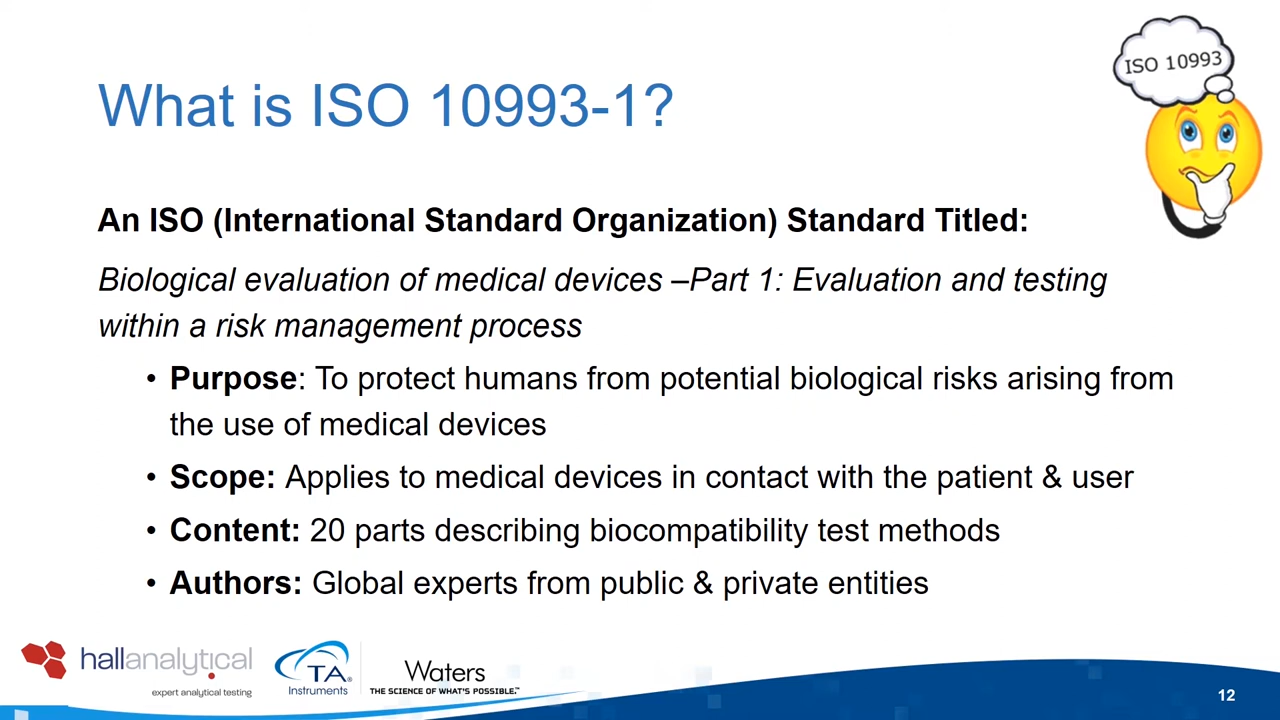 ISO 10993
What is ISO 10993-1?
An ISO (International Standard Organization) Standard Titled:
Biological evaluation of medical devices –Part 1: Evaluation and testing
within a risk management process
• Purpose: To protect humans from potential biological risks arising from
the use of medical devices
• Scope: Applies to medical devices in contact with the patient & user
• Content: 20 parts describing biocompatibility test methods
• Authors: Global experts from public & private entities
hallanalytical
expert analytical testing
TA®
Instruments
Waters
THE SCIENCE OF WHAT'S POSSIBLE.™
12